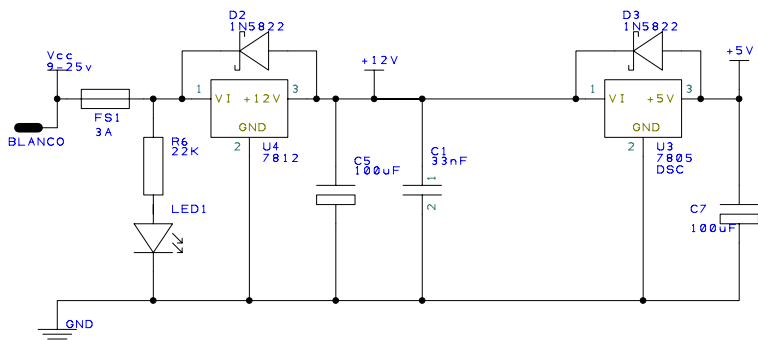 D2
1N5822
D3
1N5822
Vcc
9-25v
+12V
+5V
1
VI
+12V
3
GND
2
U4
7812
1
VI
+5V
3
GND
2
U3
7805
DSC
FS1
3A
BLANCO
R6
22K
C5
100uF
C1
33nF
1
2
LED1
C7
100uF
GND